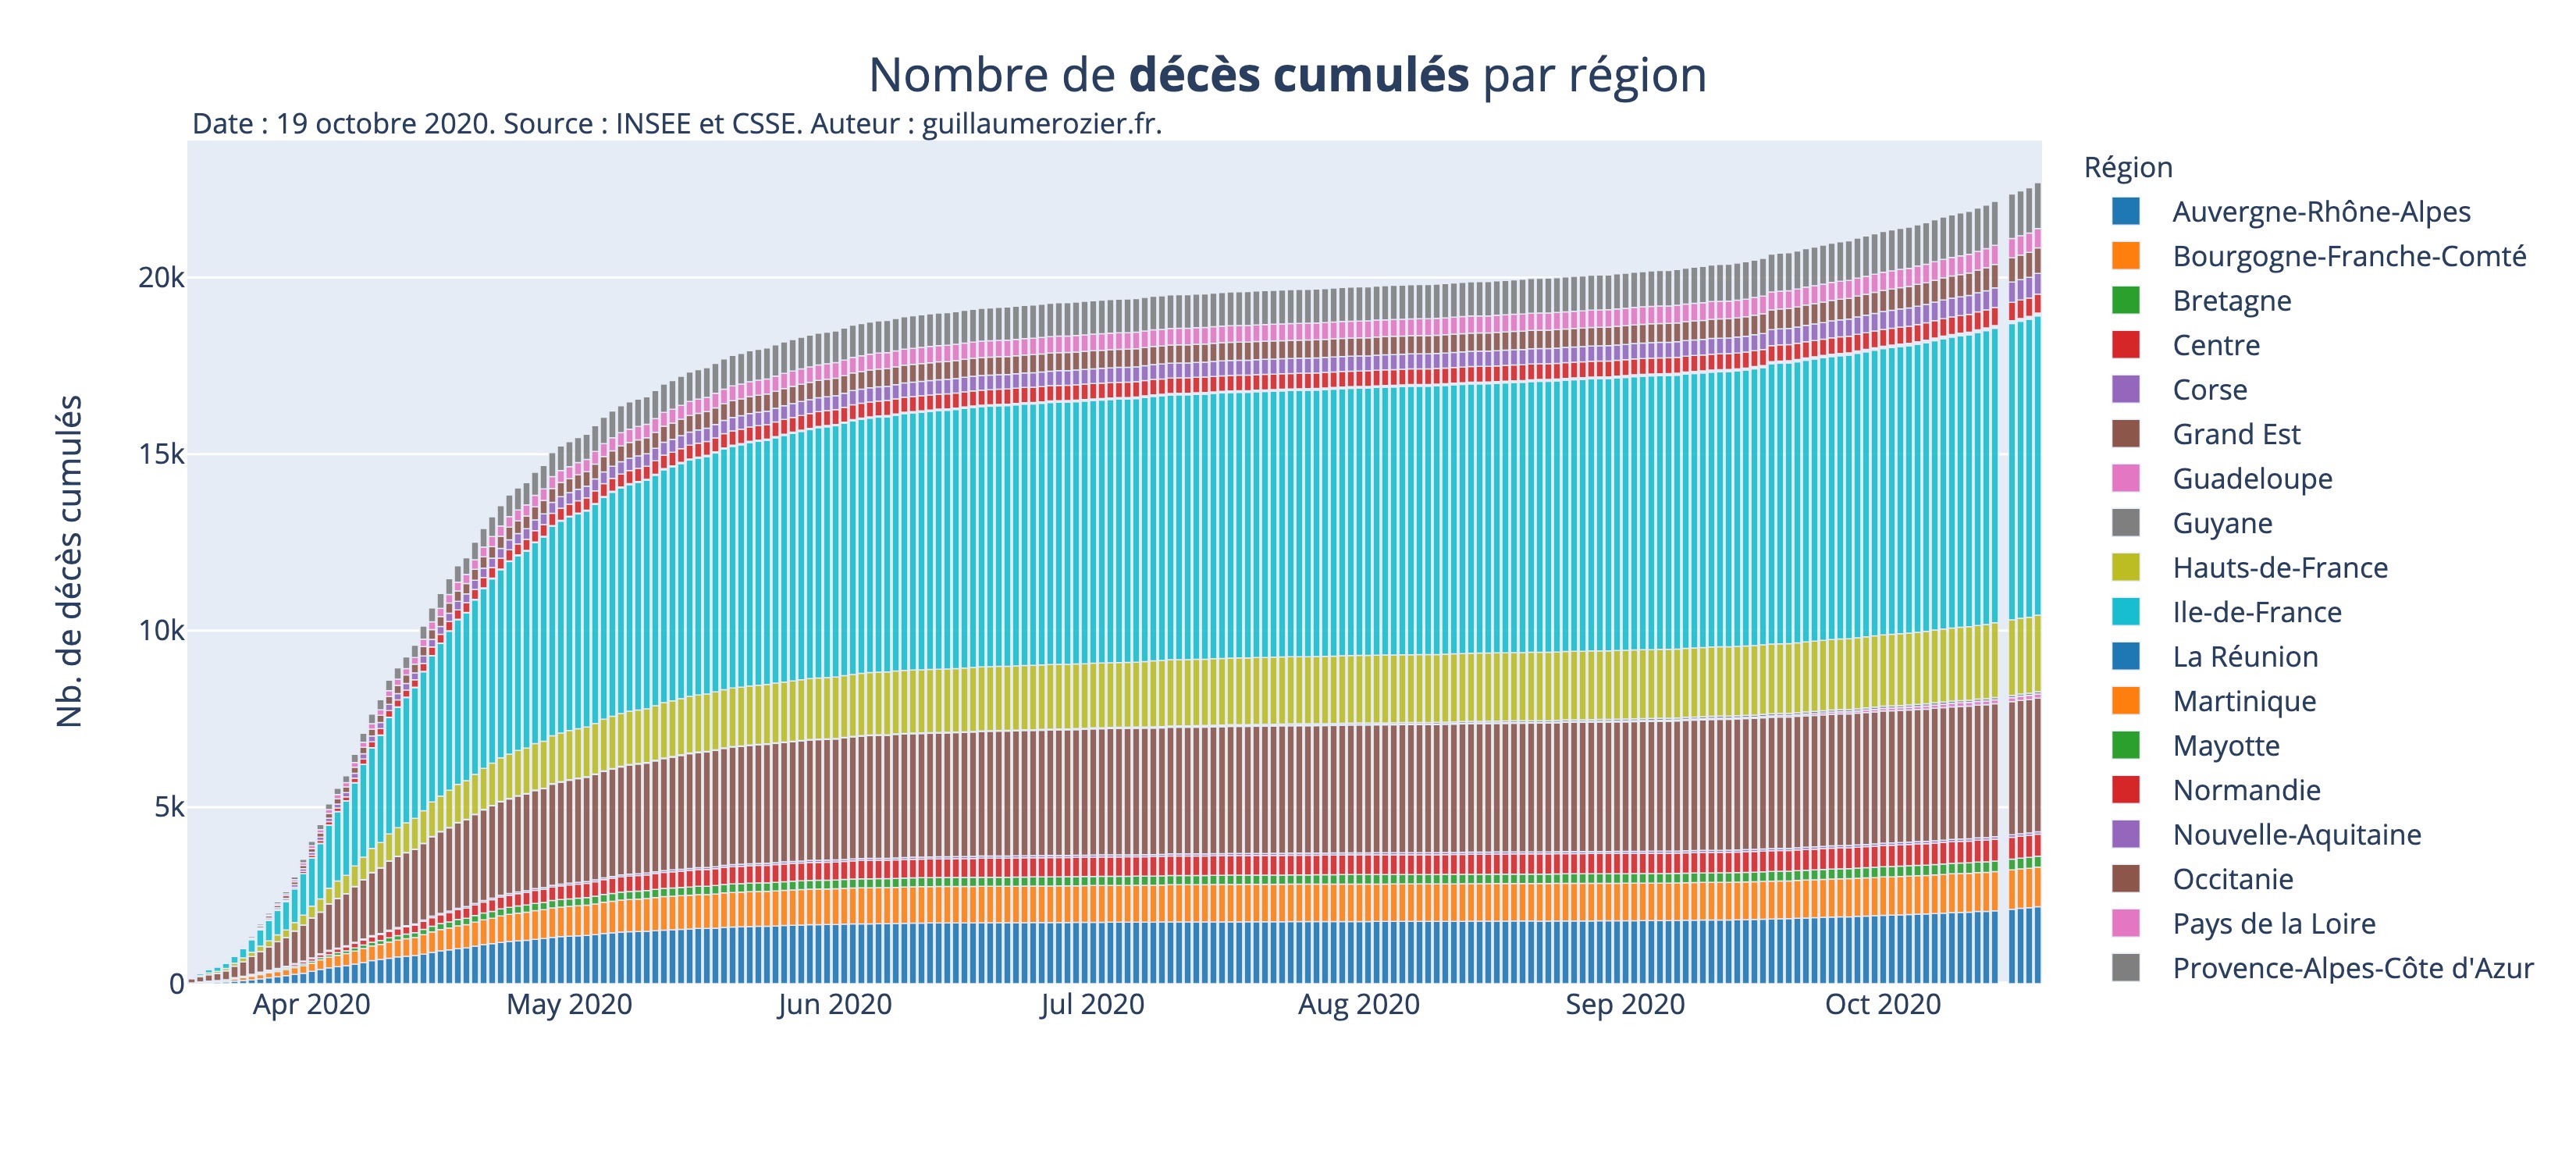 Nombre de décès cumulés par région
Date : 19 octobre 2020. Source : INSEE et CSSE. Auteur : guillaumerozier.fr.
Nb. de décès cumulés
20k
15k
10k
5k
0
Apr 2020
May 2020
Jun 2020
Jul 2020
Aug 2020
Sep 2020
Oct 2020
Région
Auvergne-Rhône-Alpes
Bourgogne-Franche-Comté
Bretagne
Centre
Corse
Grand Est
Guadeloupe
Guyane
Hauts-de-France
Ile-de-France
La Réunion
Martinique
Mayotte
Normandie
Nouvelle-Aquitaine
Occitanie
Pays de la Loire
Provence-Alpes-Côte d'Azur